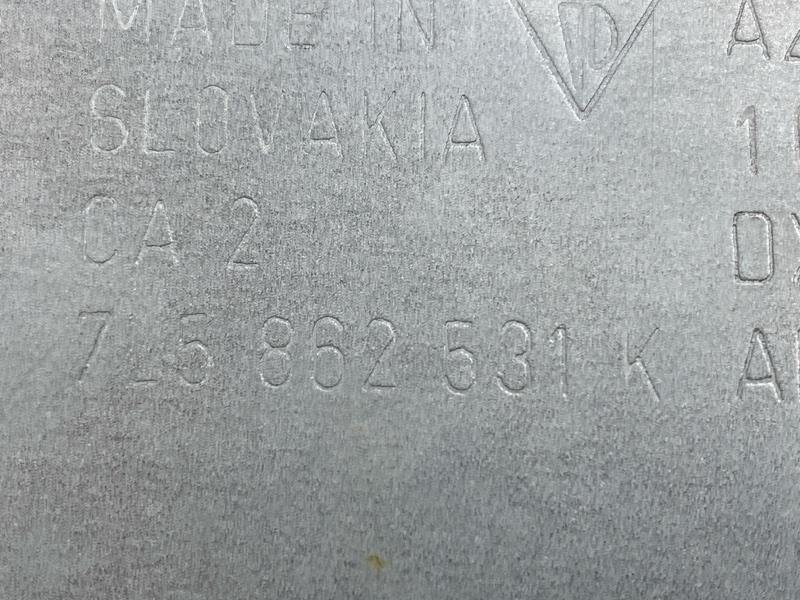 MADE IN
SLOVAKIA
CA 2
7L5 862 531 K